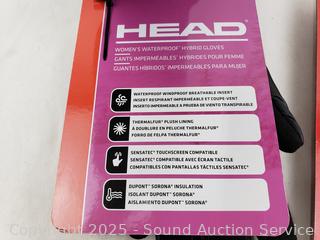 HEAD
WOMEN'S WATERPROOF* HYBRID GLOVES
GANTS IMPERMÉABLES* HYBRIDES POUR FEMME
GUANTES HÍBRIDOS* IMPERMEABLES PARA MUJER
WATERPROOF WINDPROOF BREATHABLE INSERT
INSERT RESPIRANT IMPERMÉABLE ET COUPE-VENT
INSERTO IMPERMEABLE A PRUEBA DE VIENTO TRANSPIRABLE
THERMALFUR™ PLUSH LINING
À DOUBLURE EN PELUCHE THERMALFUR™
FORRO DE FELPA THERMALFUR™
SENSATEC™ TOUCHSCREEN COMPATIBLE
SENSATEC™ COMPATIBLE AVEC ÉCRAN TACTILE
COMPATIBLES CON PANTALLAS TÁCTILES SENSATEC™
DUPONT™ SORONA® INSULATION
ISOLANT DUPONT™ SORONA®
AISLAMIENTO DUPONT™ SORONA®
Copyright 2025 - Sound Auction Service